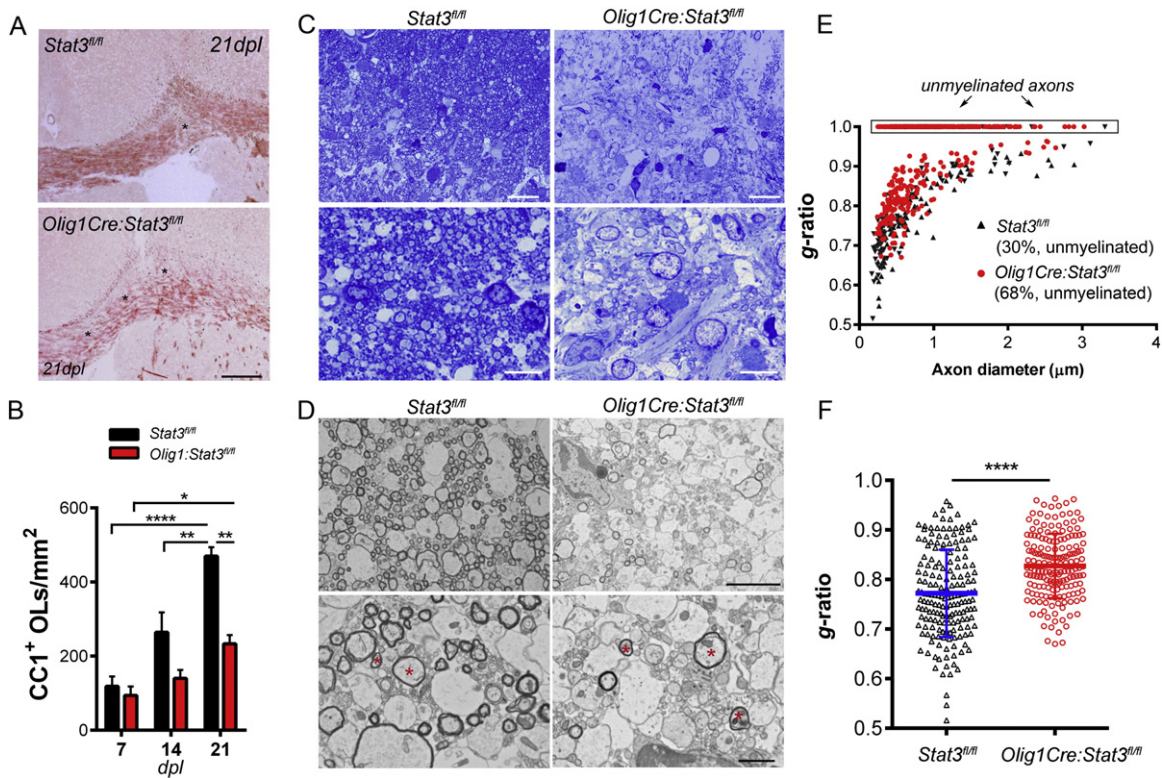 A
Stat3fl/fl
21dpl
*
Olig1Cre:Stat3fl/fl
*
*
*
21dpl
B
Stat3fl/fl
Olig1:Stat3fl/fl
*
****
** **
CC1+ OLs/mm2
600
400
200
0
7 14 21
dpl
C
Stat3fl/fl Olig1Cre:Stat3fl/fl
D
Stat3fl/fl Olig1Cre:Stat3fl/fl
* *
* *
*
E
unmyelinated axons
g-ratio
1.0
0.9
0.8
0.7
0.6
0.5
Stat3fl/fl
(30%, unmyelinated)
Olig1Cre:Stat3fl/fl
(68%, unmyelinated)
0 1 2 3 4
Axon diameter (μm)
F
****
g-ratio
1.0
0.9
0.8
0.7
0.6
0.5
Stat3fl/fl Olig1Cre:Stat3fl/fl